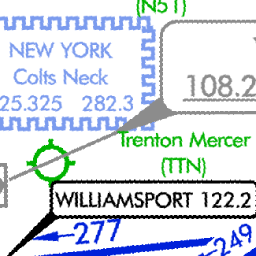 (N51)
NEW YORK
Colts Neck
25.325 282.3
108.2
Trenton Mercer
(TTN)
WILLIAMSPORT 122.2
277
249